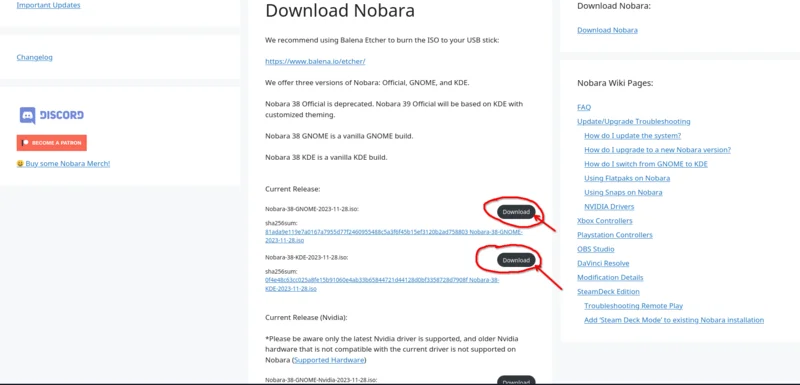 Important Updates
Changelog
DISCORD
BECOME A PATRON
😀 Buy some Nobara Merch!
Download Nobara
We recommend using Balena Etcher to burn the ISO to your USB stick:
https://www.balena.io/etcher/
We offer three versions of Nobara: Official, GNOME, and KDE.
Nobara 38 Official is deprecated. Nobara 39 Official will be based on KDE with
customized theming.
Nobara 38 GNOME is a vanilla GNOME build.
Nobara 38 KDE is a vanilla KDE build.
Current Release:
Nobara-38-GNOME-2023-11-28.iso:
Download
sha256sum:
Nobara-38-GNOME-
2023-11-28.iso
Nobara-38-KDE-2023-11-28.iso:
Download
sha256sum:
Nobara-38-
KDE-2023-11-28.iso
Current Release (Nvidia):
*Please be aware only the latest Nvidia driver is supported, and older Nvidia
hardware that is not compatible with the current driver is not supported on
Nobara (Supported Hardware)
Nobara-38-GNOME-Nvidia-2023-11-28.iso:
Download
Download Nobara:
Download Nobara
Nobara Wiki Pages:
FAQ
Update/Upgrade Troubleshooting
How do I update the system?
How do I upgrade to a new Nobara version?
How do I switch from GNOME to KDE
Using Flatpaks on Nobara
Using Snaps on Nobara
NVIDIA Drivers
Xbox Controllers
Playstation Controllers
OBS Studio
DaVinci Resolve
Modification Details
SteamDeck Edition
Troubleshooting Remote Play
Add 'Steam Deck Mode' to existing Nobara installation